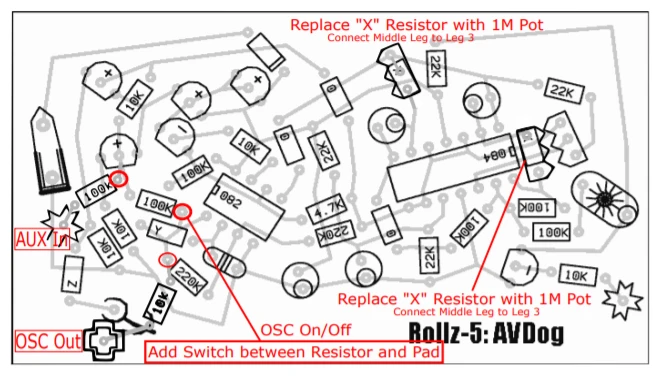 Replace "X" Resistor with 1M Pot
Connect Middle Leg to Leg 3
+
+
+
+
10K
0
22K
22K
10K
0
22K
084
100k
100K
100K
082
4.7K
220K
0
22K
100K
100K
100K
10K
10K
Y
220K
Z
10k
10K
AUX In
OSC Out
OSC On/Off
Add Switch between Resistor and Pad
Replace "X" Resistor with 1M Pot
Connect Middle Leg to Leg 3
Rollz-5: AVDog